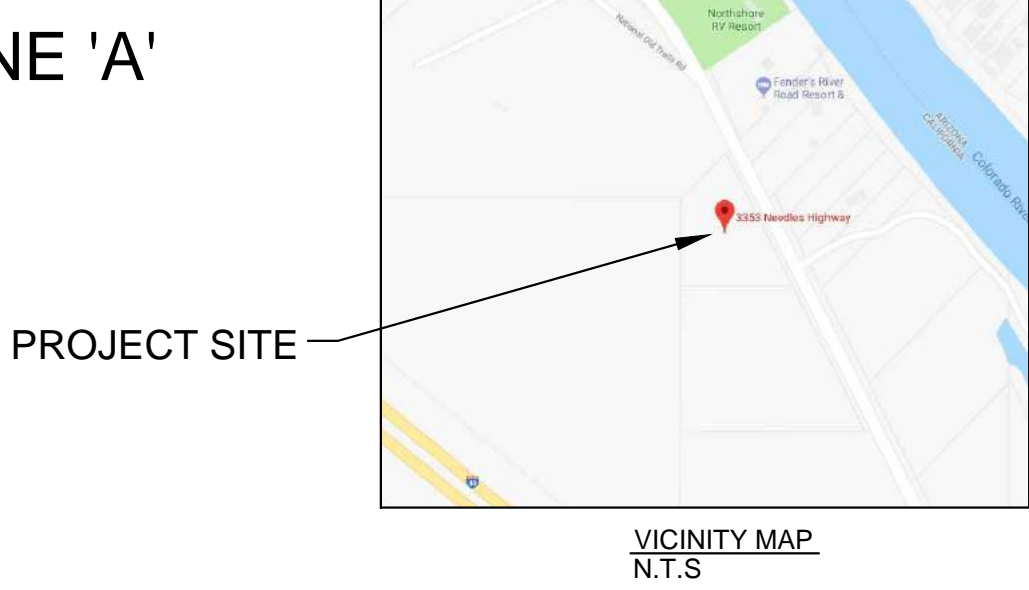 NE 'A'
Northshore
RV Resort
National Old Trails Rd
Fender's River
Road Resort &
ARIZONA
CALIFORNIA
Colorado Rive
3353 Needles Highway
PROJECT SITE
40
VICINITY MAP
N.T.S